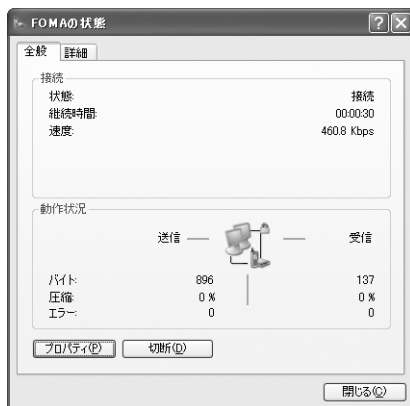 FOMAの状態
全般 詳細
接続
状態: 接続
継続時間: 00:00:30
速度: 460.8 Kbps
動作状況
送信 受信
バイト: 896 137
圧縮: 0 % 0 %
エラー: 0 0
プロパティ(P) 切断(D)
閉じる(C)